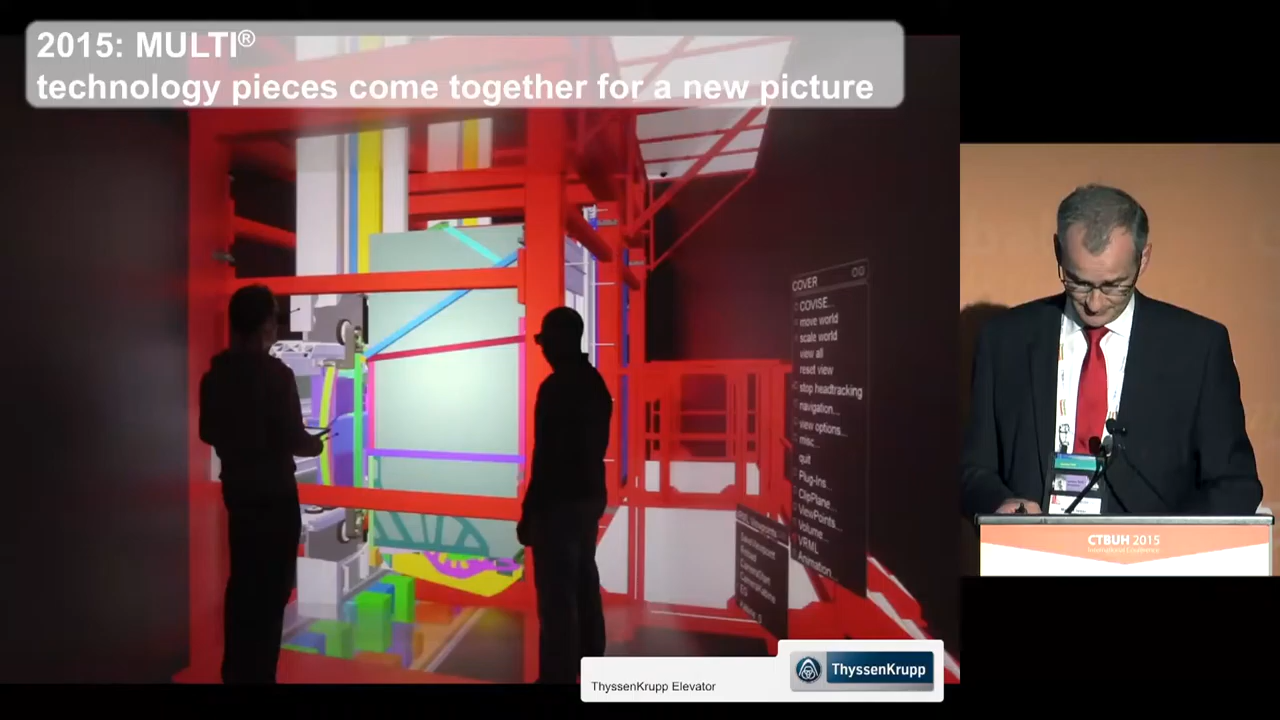 2015: MULTI®
technology pieces come together for a new picture
COVER
COVISE...
move world
scale world
view all
reset view
stop headtracking
navigation...
view options...
misc...
quit
Plug-Ins...
ClipPlane...
ViewPoints...
Volume...
VRML
Animation...
ThyssenKrupp Elevator
ThyssenKrupp
CTBUH 2015